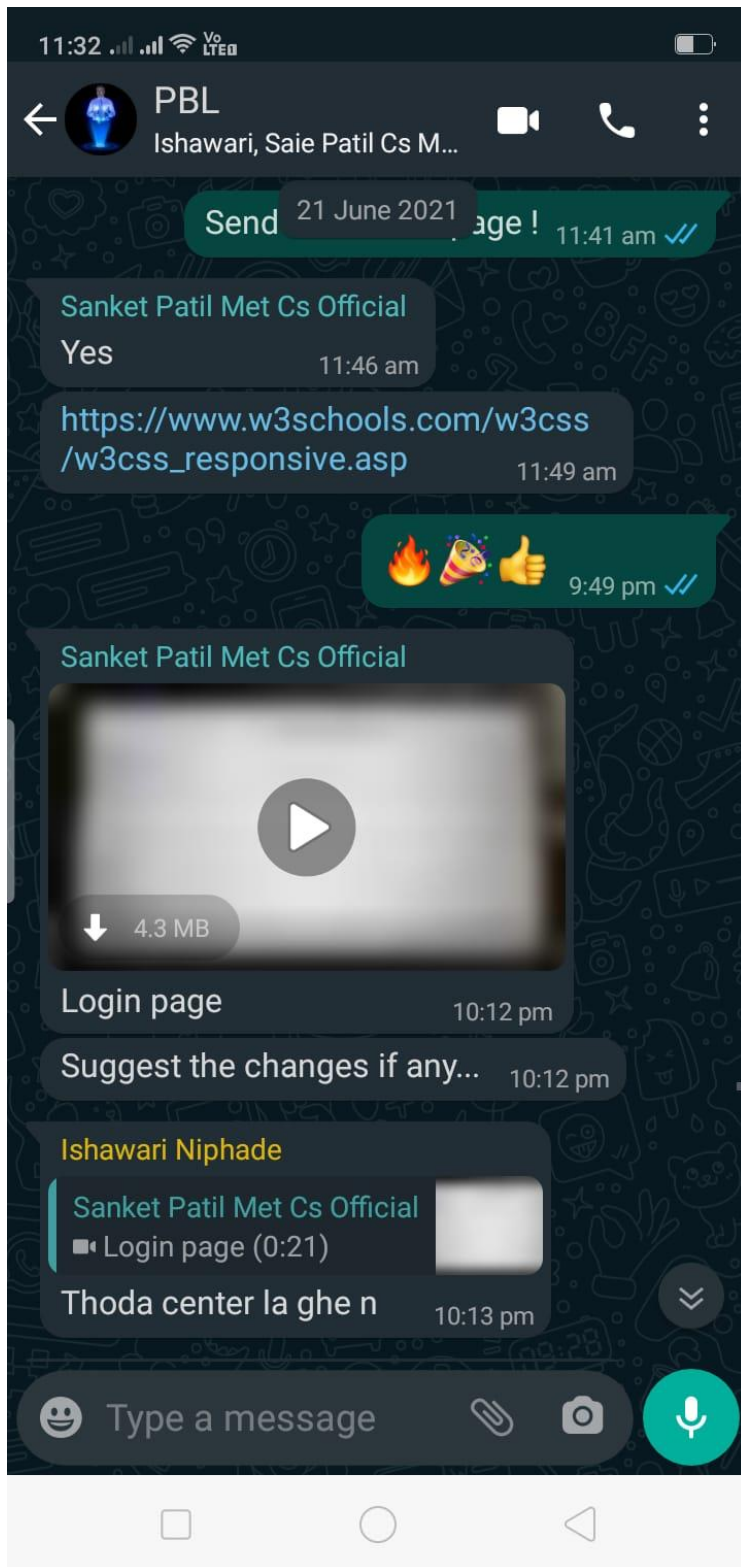 11:32 Vo LTE
PBL
Ishawari, Saie Patil Cs M...
21 June 2021
Send age ! 11:41 am
Sanket Patil Met Cs Official
Yes 11:46 am
https://www.w3schools.com/w3css
/w3css_responsive.asp 11:49 am
9:49 pm
Sanket Patil Met Cs Official
4.3 MB
Login page 10:12 pm
Suggest the changes if any... 10:12 pm
Ishawari Niphade
Sanket Patil Met Cs Official
Login page (0:21)
Thoda center la ghe n 10:13 pm
Type a message